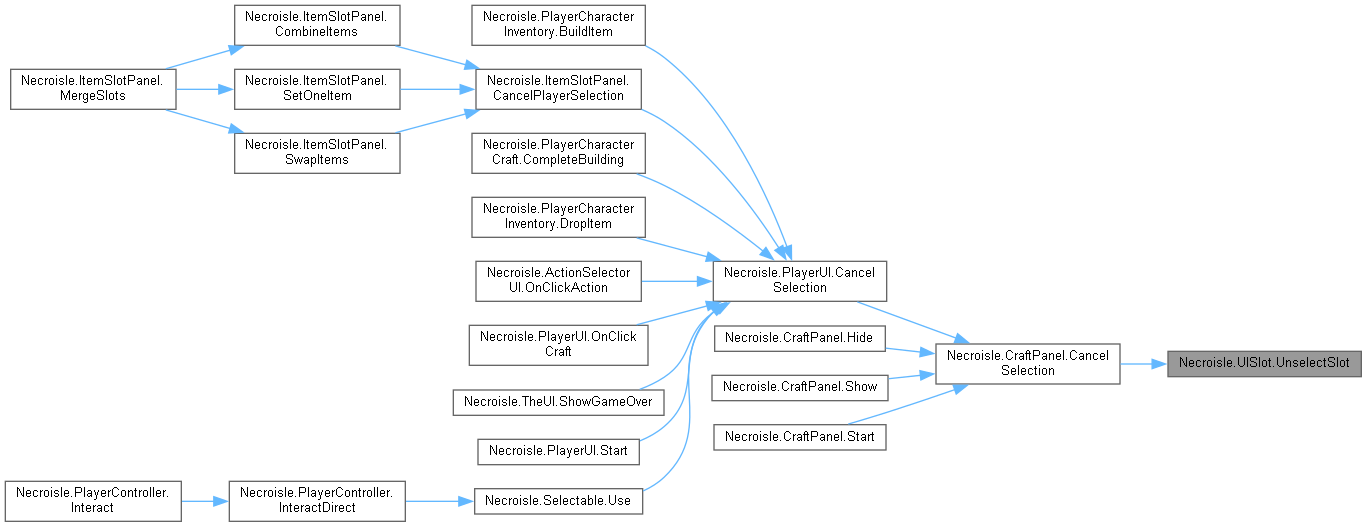 Necroisle.ItemSlotPanel.
CombineItems
Necroisle.PlayerCharacter
Inventory.BuildItem
Necroisle.ItemSlotPanel.
MergeSlots
Necroisle.ItemSlotPanel.
SetOneItem
Necroisle.ItemSlotPanel.
CancelPlayerSelection
Necroisle.ItemSlotPanel.
SwapItems
Necroisle.PlayerCharacter
Craft.CompleteBuilding
Necroisle.PlayerCharacter
Inventory.DropItem
Necroisle.ActionSelector
UI.OnClickAction
Necroisle.PlayerUI.Cancel
Selection
Necroisle.PlayerUI.OnClick
Craft
Necroisle.CraftPanel.Hide
Necroisle.CraftPanel.Cancel
Selection
Necroisle.UISlot.UnselectSlot
Necroisle.CraftPanel.Show
Necroisle.TheUI.ShowGameOver
Necroisle.CraftPanel.Start
Necroisle.PlayerUI.Start
Necroisle.PlayerController.
Interact
Necroisle.PlayerController.
InteractDirect
Necroisle.Selectable.Use